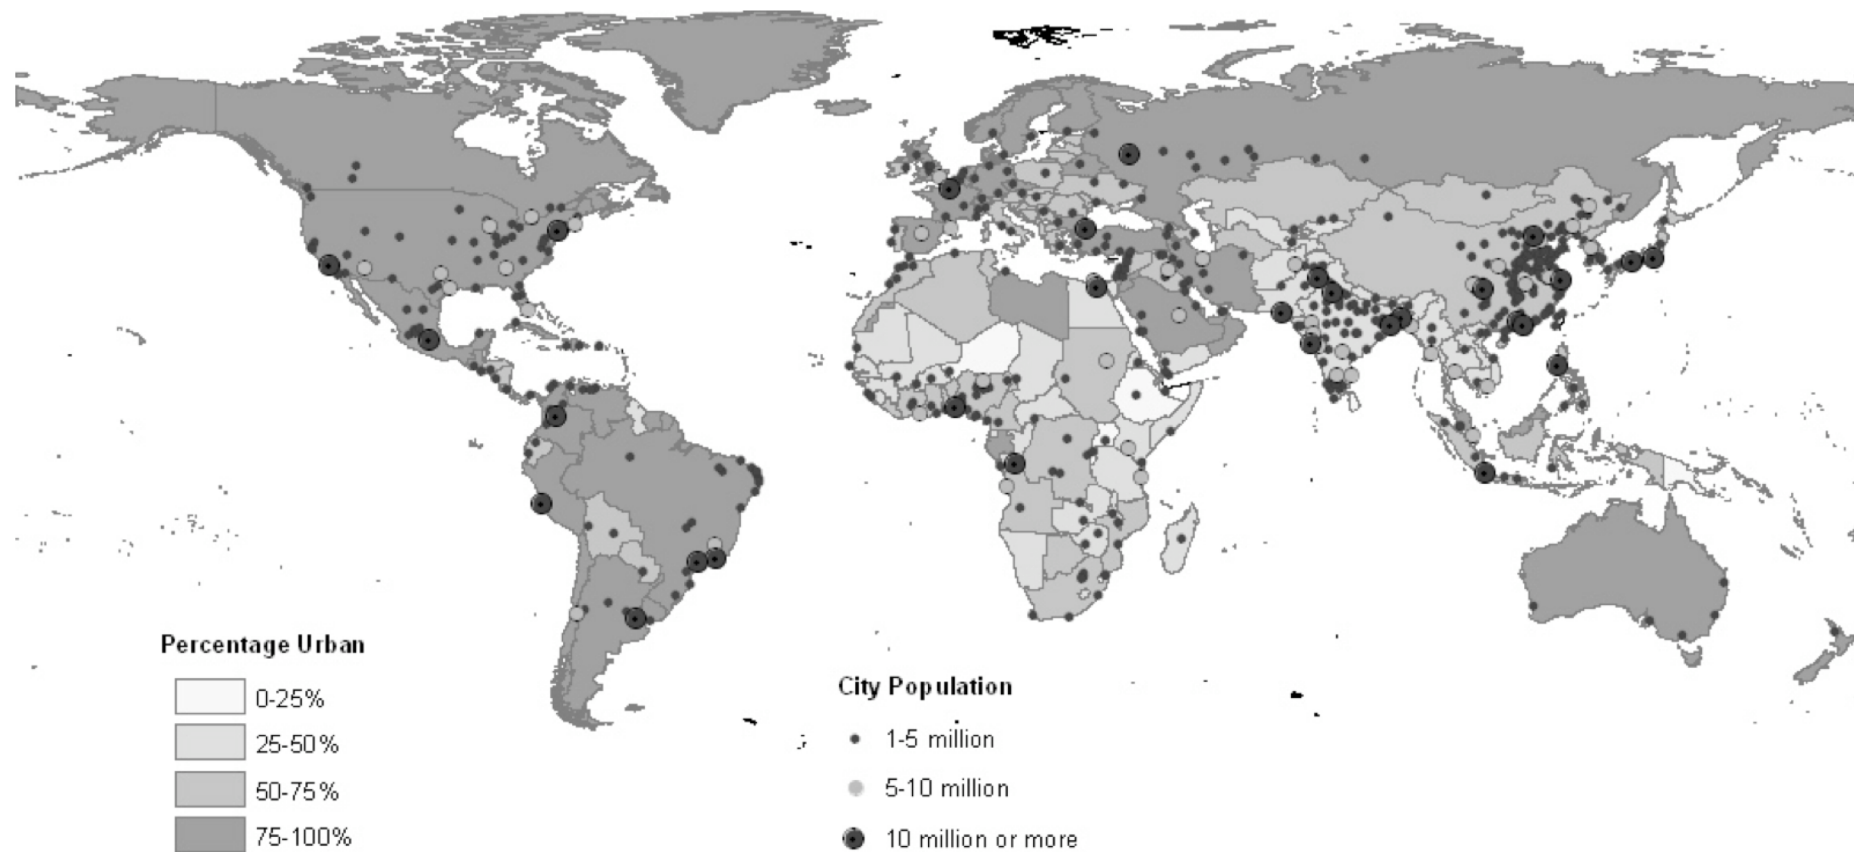 Percentage Urban
0-25%
25-50%
50-75%
75-100%
City Population
1-5 million
5-10 million
10 million or more